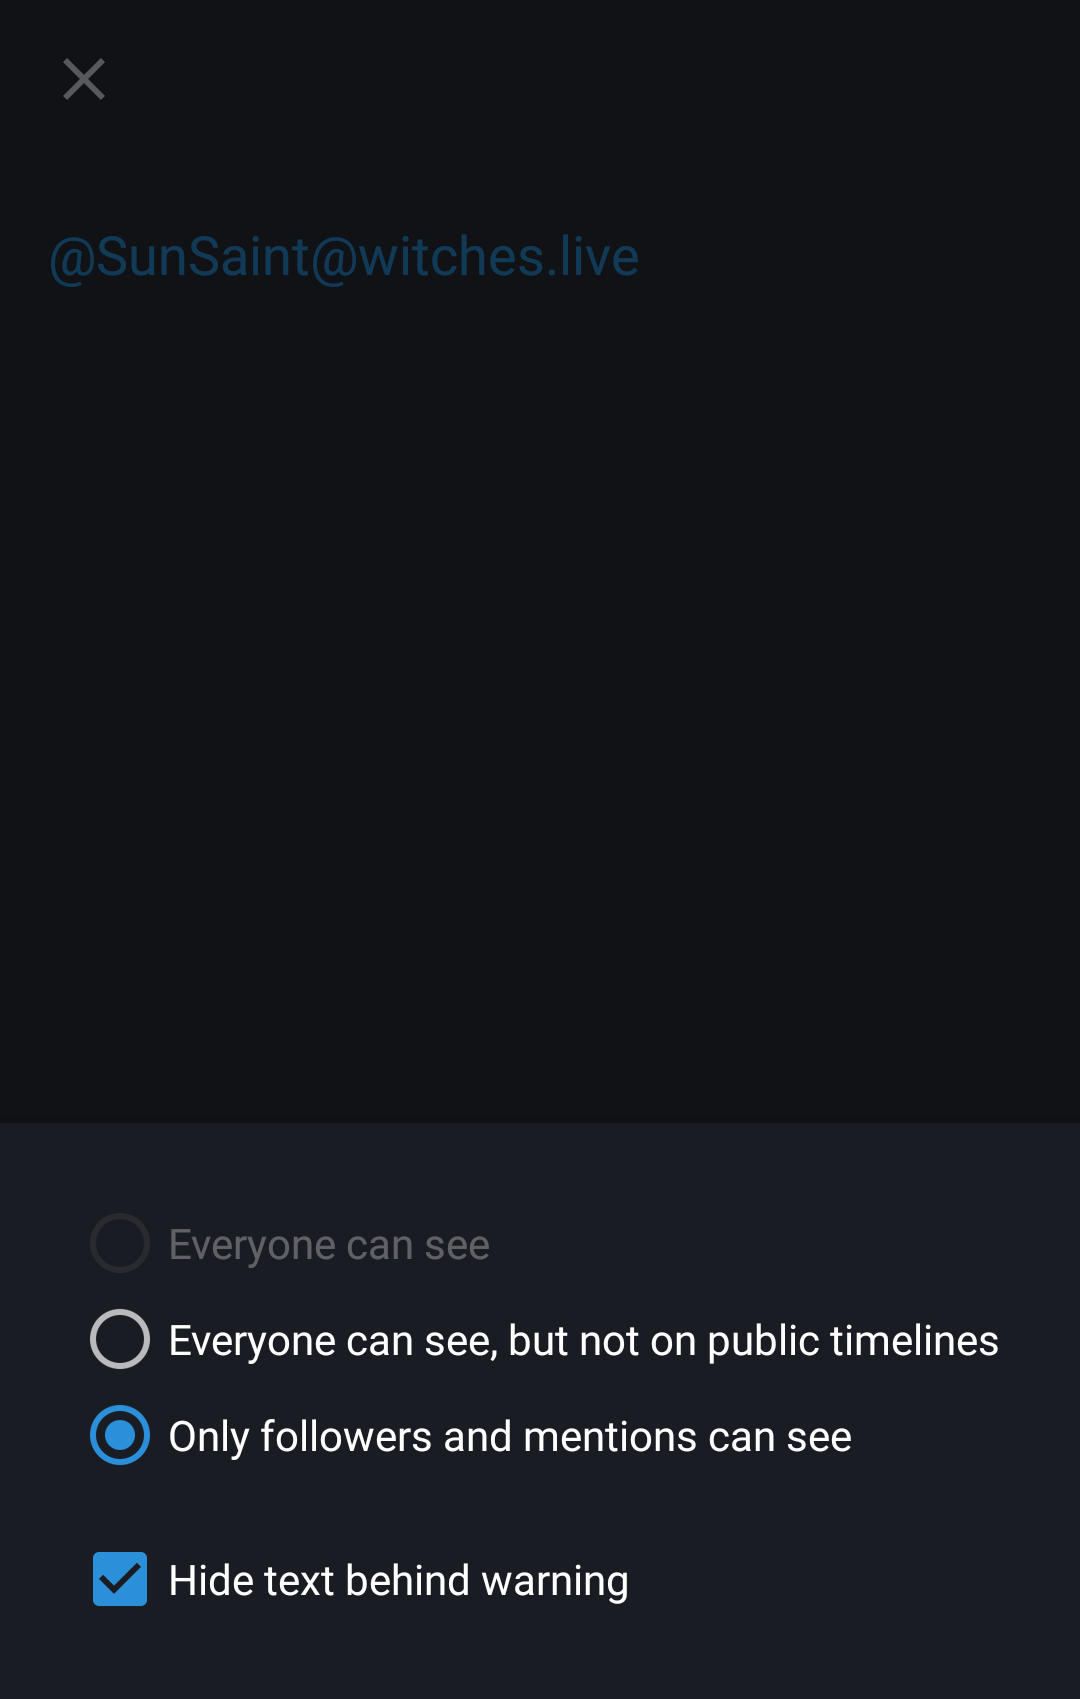 @SunSaint@witches.live
Everyone can see
Everyone can see, but not on public timelines
Only followers and mentions can see
Hide text behind warning